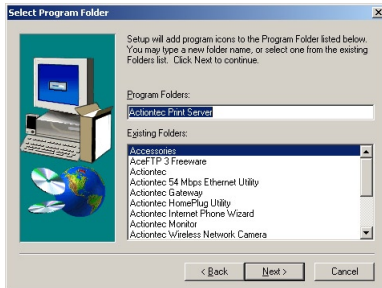 Select Program Folder
Setup will add program icons to the Program Folder listed below.
You may type a new folder name, or select one from the existing
Folders list. Click Next to continue.
Program Folders:
Actiontec Print Server
Existing Folders:
Accessories
AceFTP 3 Freeware
Actiontec
Actiontec 54 Mbps Ethernet Utility
Actiontec Gateway
Actiontec HomePlug Utility
Actiontec Internet Phone Wizard
Actiontec Monitor
Actiontec Wireless Network Camera
< Back
Next >
Cancel